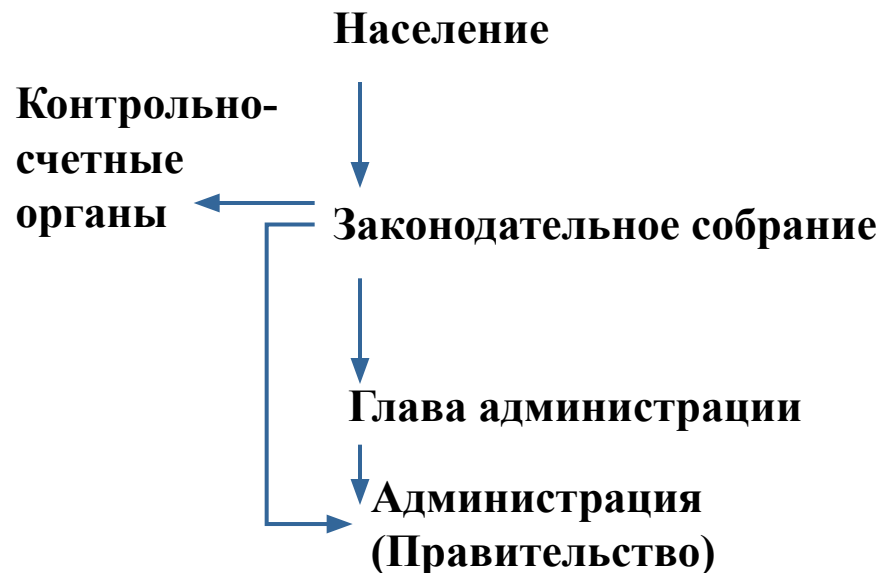 Население
Контрольно-
счетные
органы
Законодательное собрание
Глава администрации
Администрация
(Правительство)